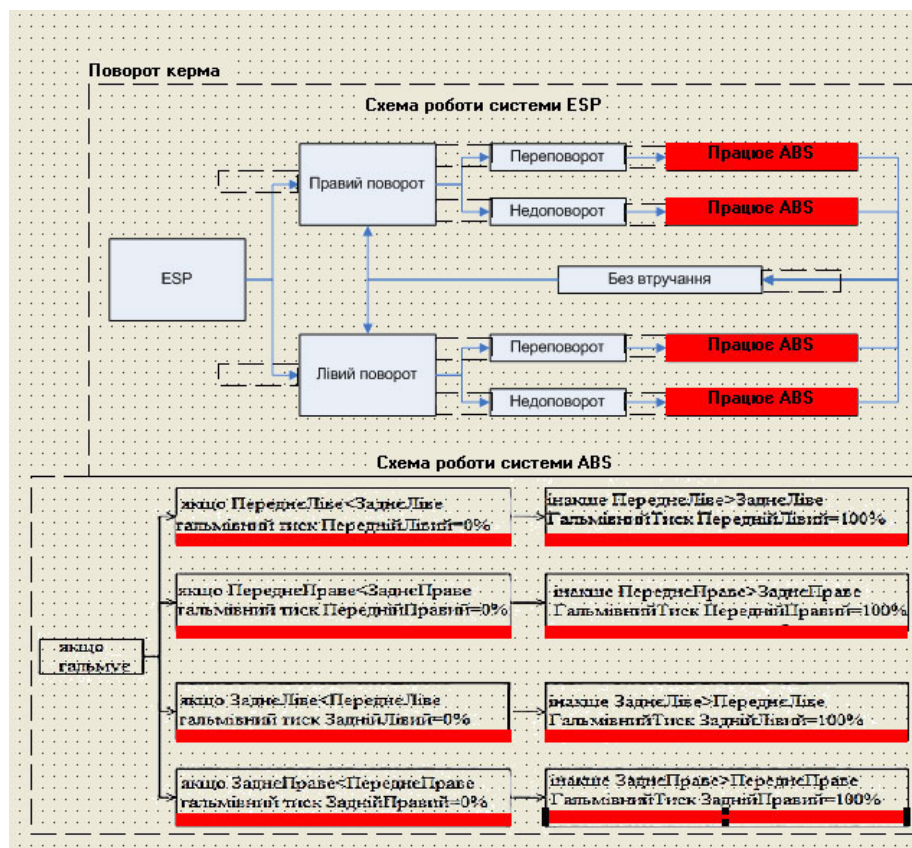 Поворот керма
Схема роботи системи ESP
Переповорот
Працює ABS
Правий поворот
Недоповорот
Працює ABS
ESP
Без втручання
Переповорот
Працює ABS
Лівий поворот
Недоповорот
Працює ABS
Схема роботи системи ABS
якщо ПереднєЛіве<ЗаднєЛіве
гальмівний тиск ПереднійЛівий=0%
інакше ПереднєЛіве>ЗаднєЛіве
ГальмівнийТиск ПереднійЛівий=100%
якщо ПереднєПраве<ЗаднєПраве
гальмівний тиск ПереднійПравий=0%
інакше ПереднєПраве>ЗаднєПраве
ГальмівнийТиск ПереднійПравий=100%
якщо
гальмує
якщо ЗаднєЛіве<ПереднєЛіве
гальмівний тиск ЗаднійЛівий=0%
інакше ЗаднєЛіве>ПереднєЛіве
ГальмівнийТиск ЗаднійЛівий=100%
якщо ЗаднєПраве<ПереднєПраве
гальмівний тиск ЗаднійПравий=0%
інакше ЗаднєПраве>ПереднєПраве
ГальмівнийТиск ЗаднійПравий=100%